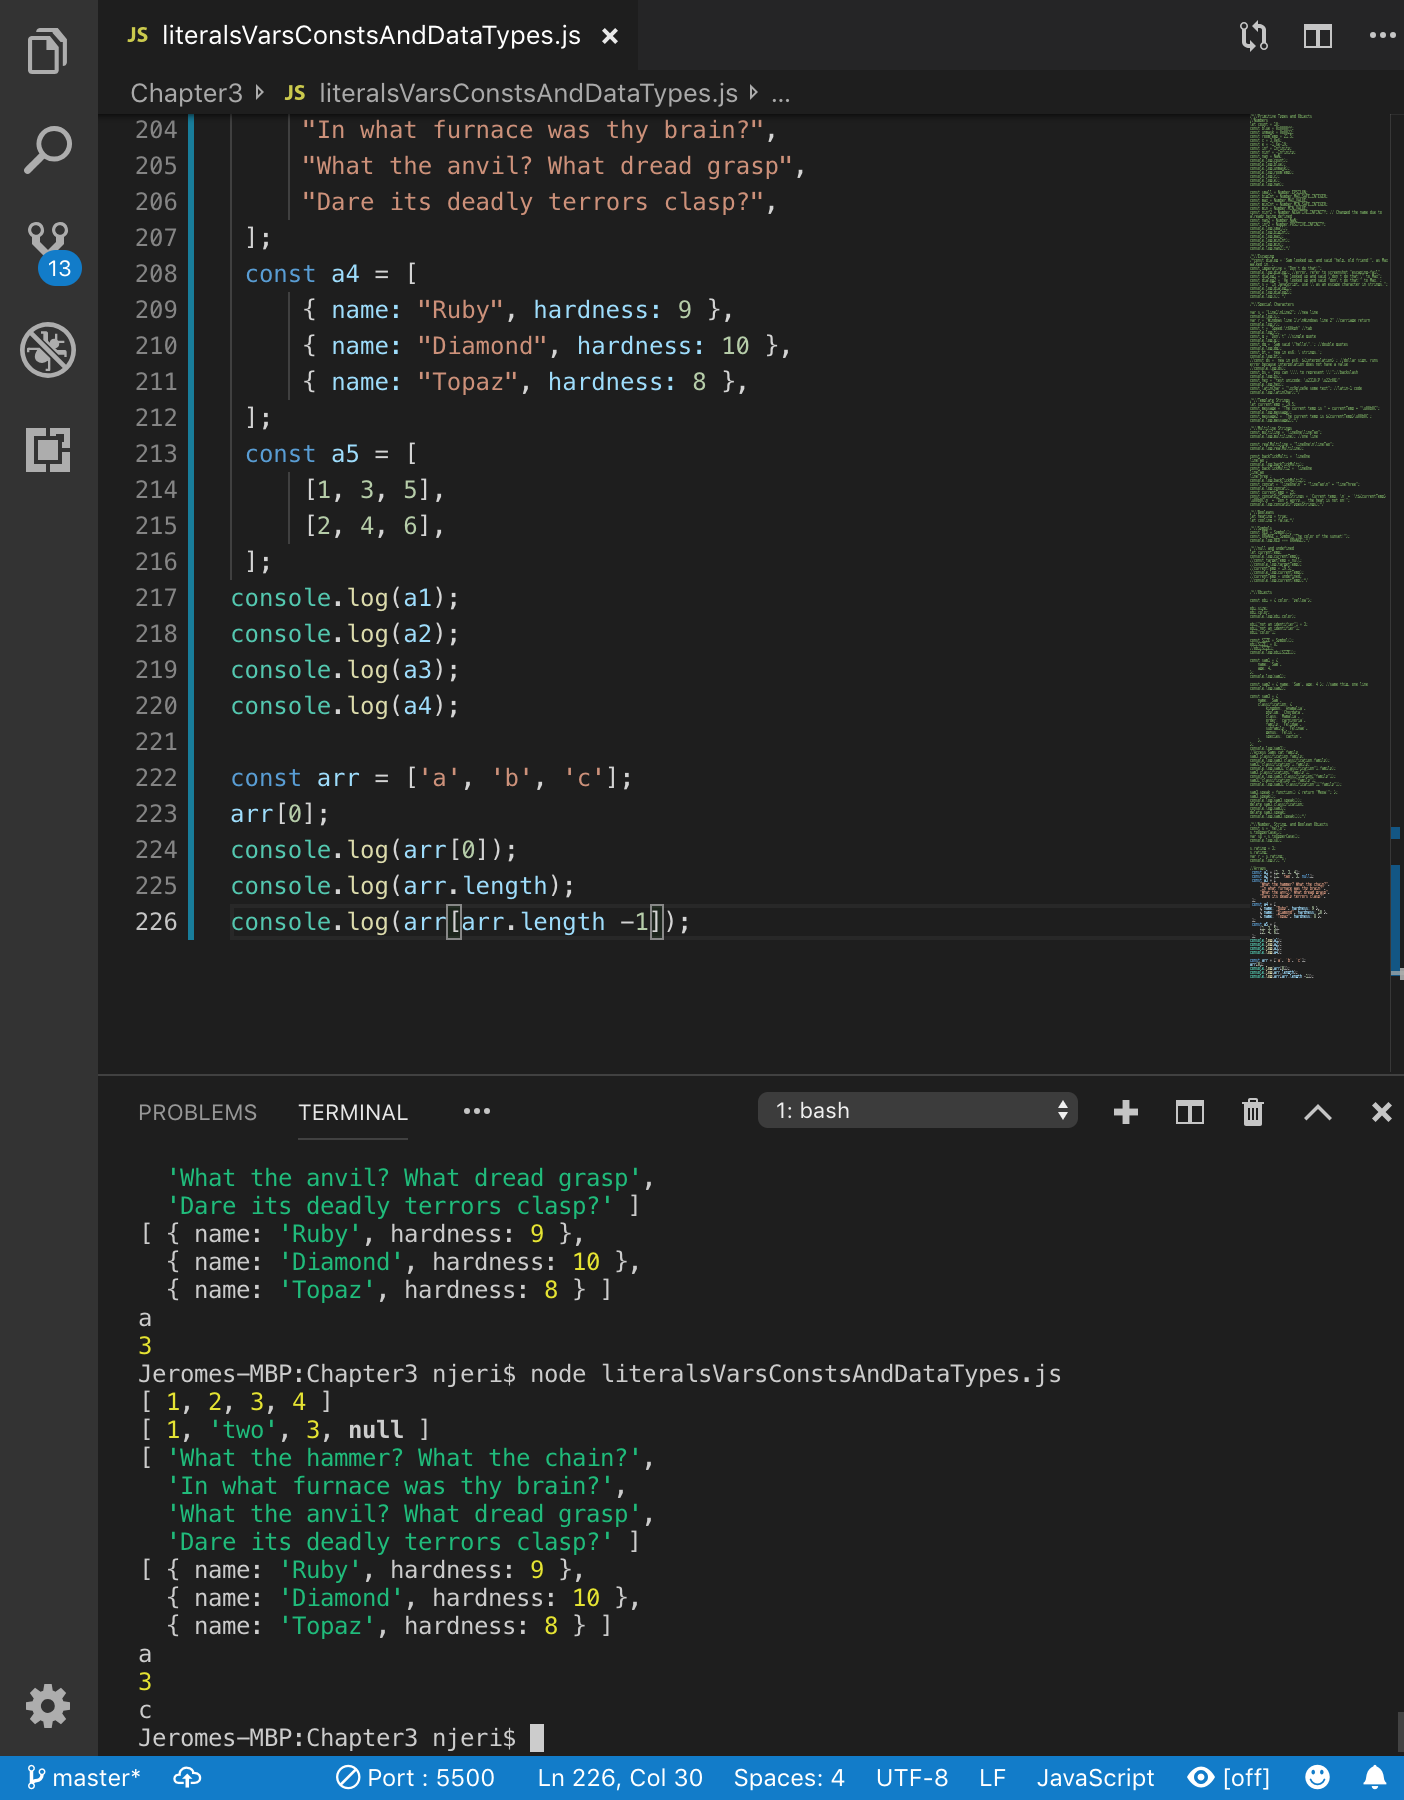 JS literalsVarsConstsAndDataTypes.js
Chapter3 JS literalsVarsConstsAndDataTypes.js ...
204 "In what furnace was thy brain?",
205 "What the anvil? What dread grasp",
206 "Dare its deadly terrors clasp?",
207 ];
208 const a4 = [
209 { name: "Ruby", hardness: 9 },
210 { name: "Diamond", hardness: 10 },
211 { name: "Topaz", hardness: 8 },
212 ];
213 const a5 = [
214 [1, 3, 5],
215 [2, 4, 6],
216 ];
217 console.log(a1);
218 console.log(a2);
219 console.log(a3);
220 console.log(a4);
221
222 const arr = ['a', 'b', 'c'];
223 arr[0];
224 console.log(arr[0]);
225 console.log(arr.length);
226 console.log(arr[arr.length -1]);
13
PROBLEMS TERMINAL ••• 1: bash
'What the anvil? What dread grasp',
'Dare its deadly terrors clasp?' ]
[ { name: 'Ruby', hardness: 9 },
{ name: 'Diamond', hardness: 10 },
{ name: 'Topaz', hardness: 8 } ]
a
3
Jeromes-MBP:Chapter3 njeri$ node literalsVarsConstsAndDataTypes.js
[ 1, 2, 3, 4 ]
[ 1, 'two', 3, null ]
[ 'What the hammer? What the chain?',
'In what furnace was thy brain?',
'What the anvil? What dread grasp',
'Dare its deadly terrors clasp?' ]
[ { name: 'Ruby', hardness: 9 },
{ name: 'Diamond', hardness: 10 },
{ name: 'Topaz', hardness: 8 } ]
a
3
c
Jeromes-MBP:Chapter3 njeri$
master* Port : 5500 Ln 226, Col 30 Spaces: 4 UTF-8 LF JavaScript [off]